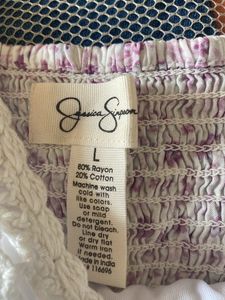 Jessica Simpson
L
80% Rayon
20% Cotton
Machine wash
cold with
like colors.
Use soap
or mild
detergent.
Do not bleach.
Line dry
or dry flat
Warm iron
if needed.
Made in India
116696